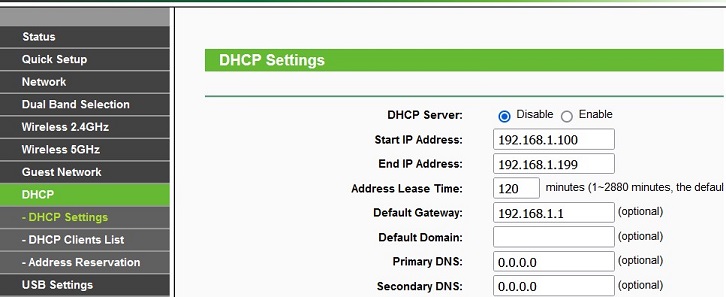 Status
Quick Setup
Network
Dual Band Selection
Wireless 2.4GHz
Wireless 5GHz
Guest Network
DHCP
- DHCP Settings
- DHCP Clients List
- Address Reservation
USB Settings
DHCP Settings
DHCP Server: Disable Enable
Start IP Address: 192.168.1.100
End IP Address: 192.168.1.199
Address Lease Time: 120 minutes (1~2880 minutes, the defaul
Default Gateway: 192.168.1.1 (optional)
Default Domain: (optional)
Primary DNS: 0.0.0.0 (optional)
Secondary DNS: 0.0.0.0 (optional)